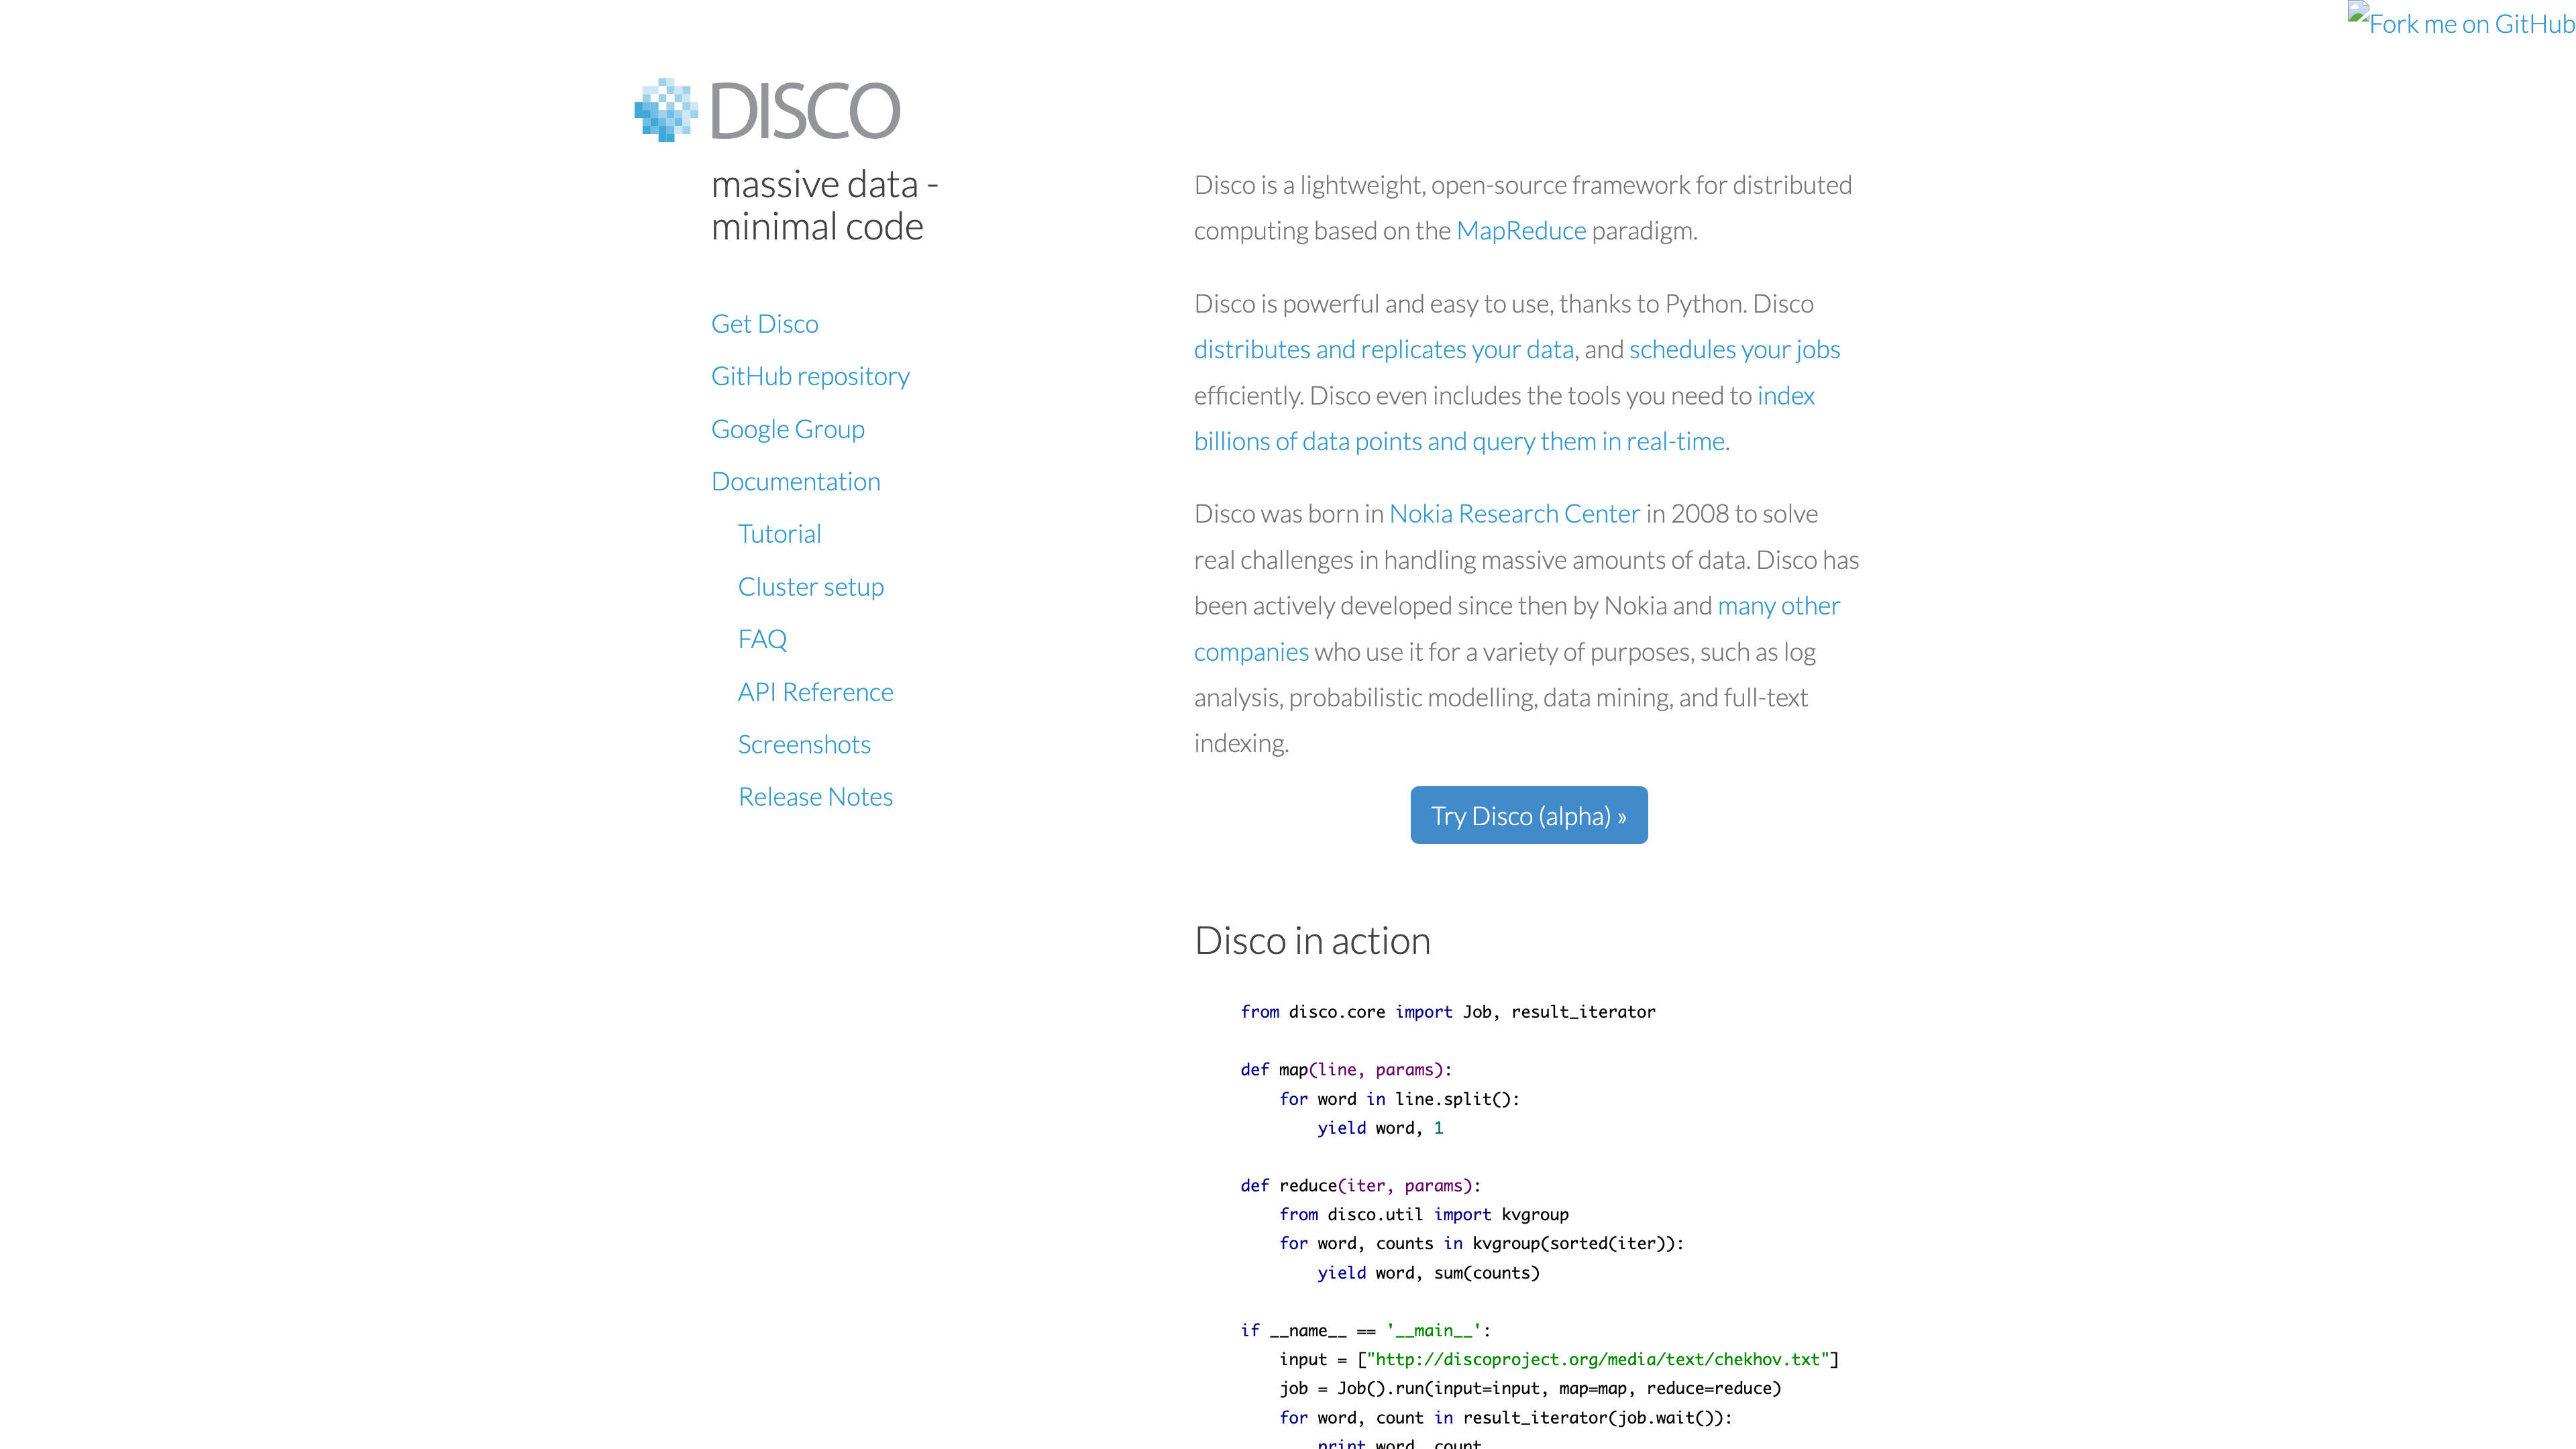 Fork me on GitHub
DISCO
massive data -
minimal code
Get Disco
GitHub repository
Google Group
Documentation
Tutorial
Cluster setup
FAQ
API Reference
Screenshots
Release Notes
Disco is a lightweight, open-source framework for distributed
computing based on the MapReduce paradigm.
Disco is powerful and easy to use, thanks to Python. Disco
distributes and replicates your data, and schedules your jobs
efficiently. Disco even includes the tools you need to index
billions of data points and query them in real-time.
Disco was born in Nokia Research Center in 2008 to solve
real challenges in handling massive amounts of data. Disco has
been actively developed since then by Nokia and many other
companies who use it for a variety of purposes, such as log
analysis, probabilistic modelling, data mining, and full-text
indexing.
Try Disco (alpha) »
Disco in action
from disco.core import Job, result_iterator
def map(line, params):
    for word in line.split():
        yield word, 1
def reduce(iter, params):
    from disco.util import kvgroup
    for word, counts in kvgroup(sorted(iter)):
        yield word, sum(counts)
if __name__ == '__main__':
    input = ["http://discoproject.org/media/text/chekhov.txt"]
    job = Job().run(input=input, map=map, reduce=reduce)
    for word, count in result_iterator(job.wait()):
        print word, count